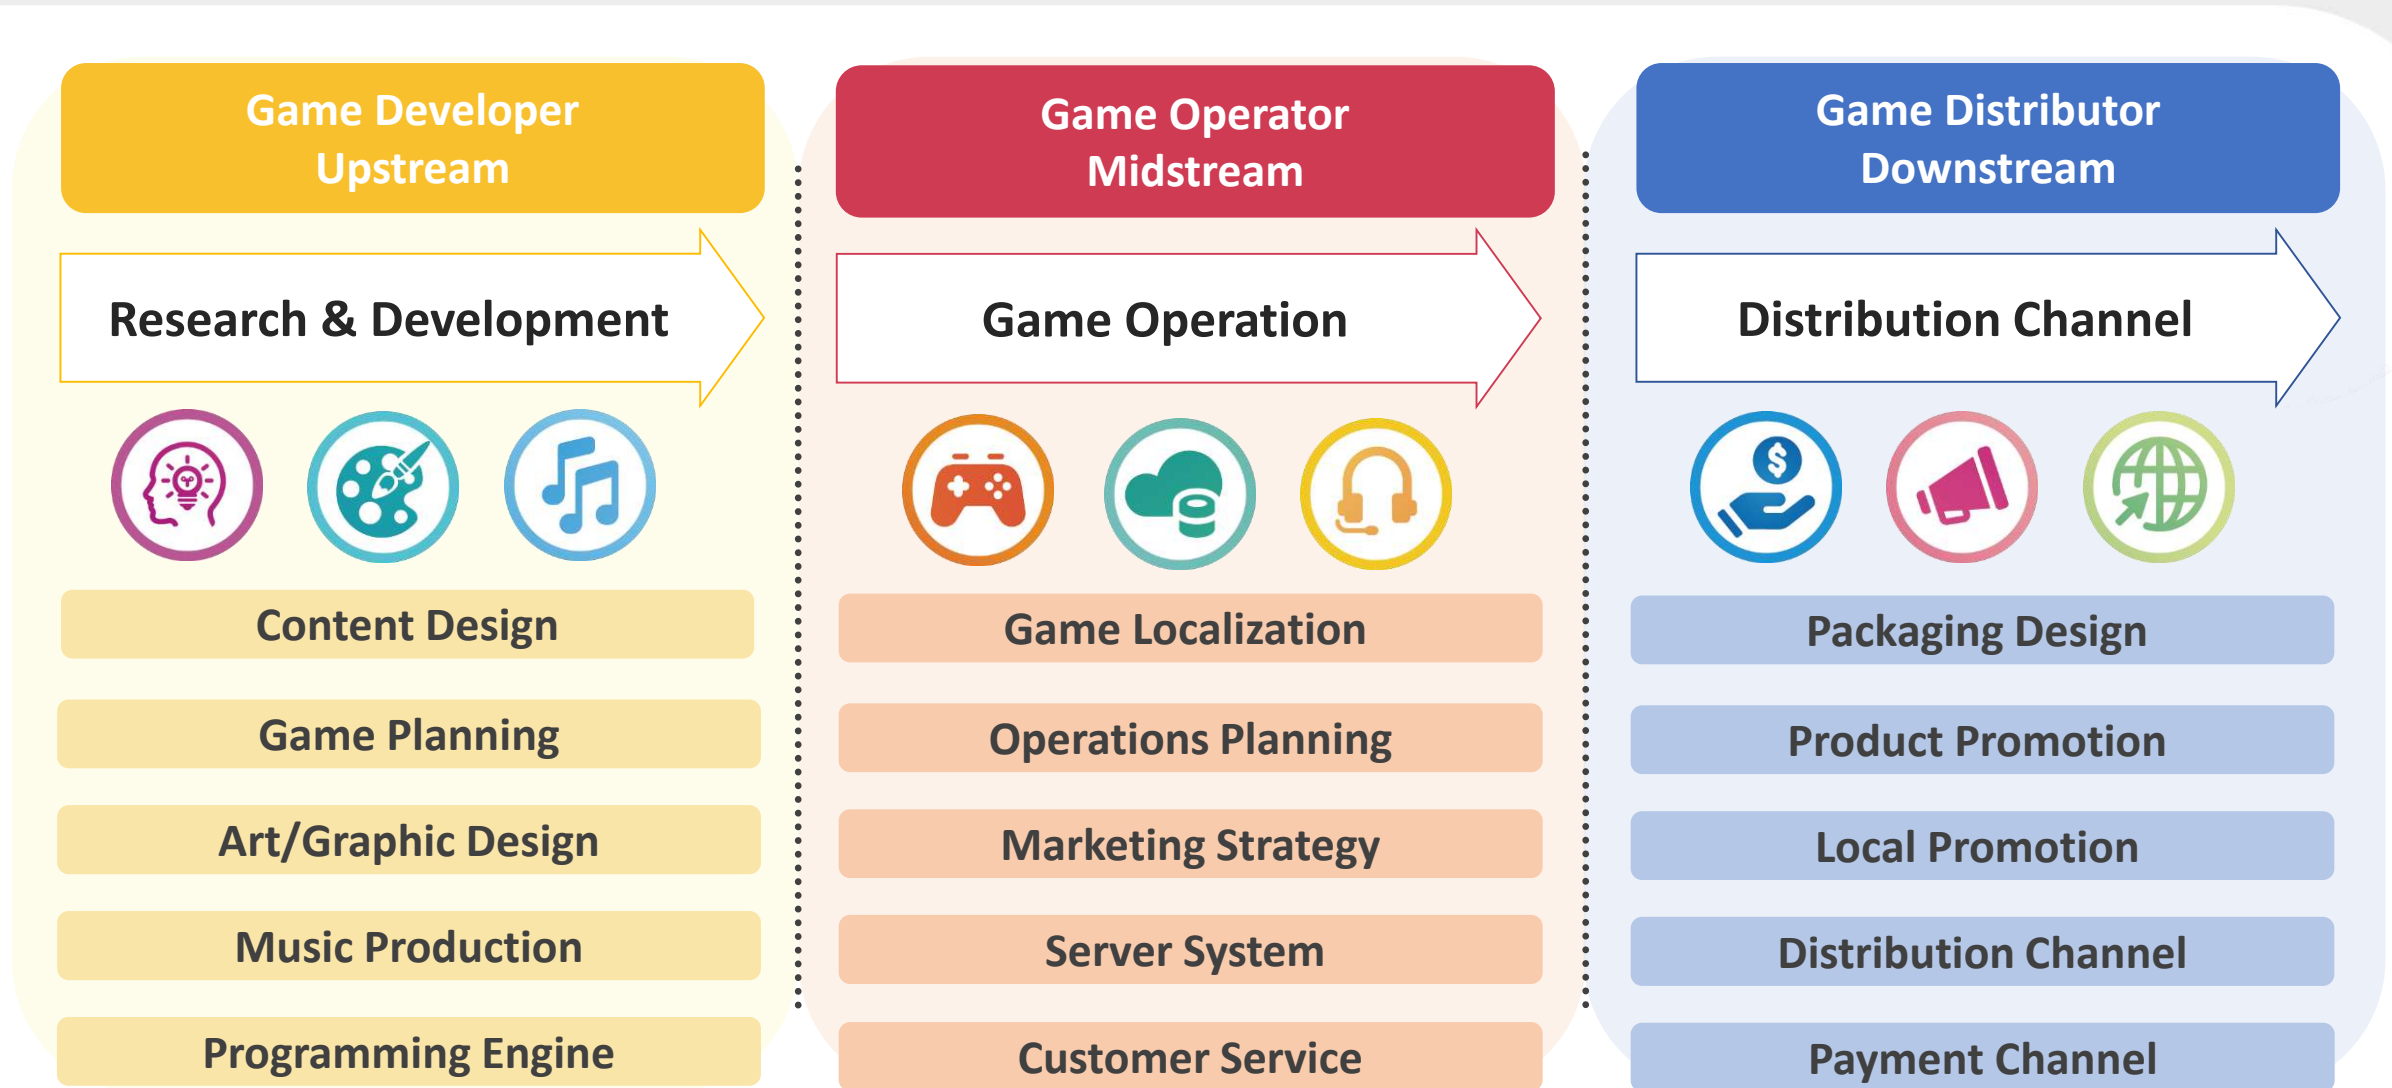 Game Developer
Upstream
Research & Development
Content Design
Game Planning
Art/Graphic Design
Music Production
Programming Engine
Game Operator
Midstream
Game Operation
Game Localization
Operations Planning
Marketing Strategy
Server System
Customer Service
Game Distributor
Downstream
Distribution Channel
$
Packaging Design
Product Promotion
Local Promotion
Distribution Channel
Payment Channel